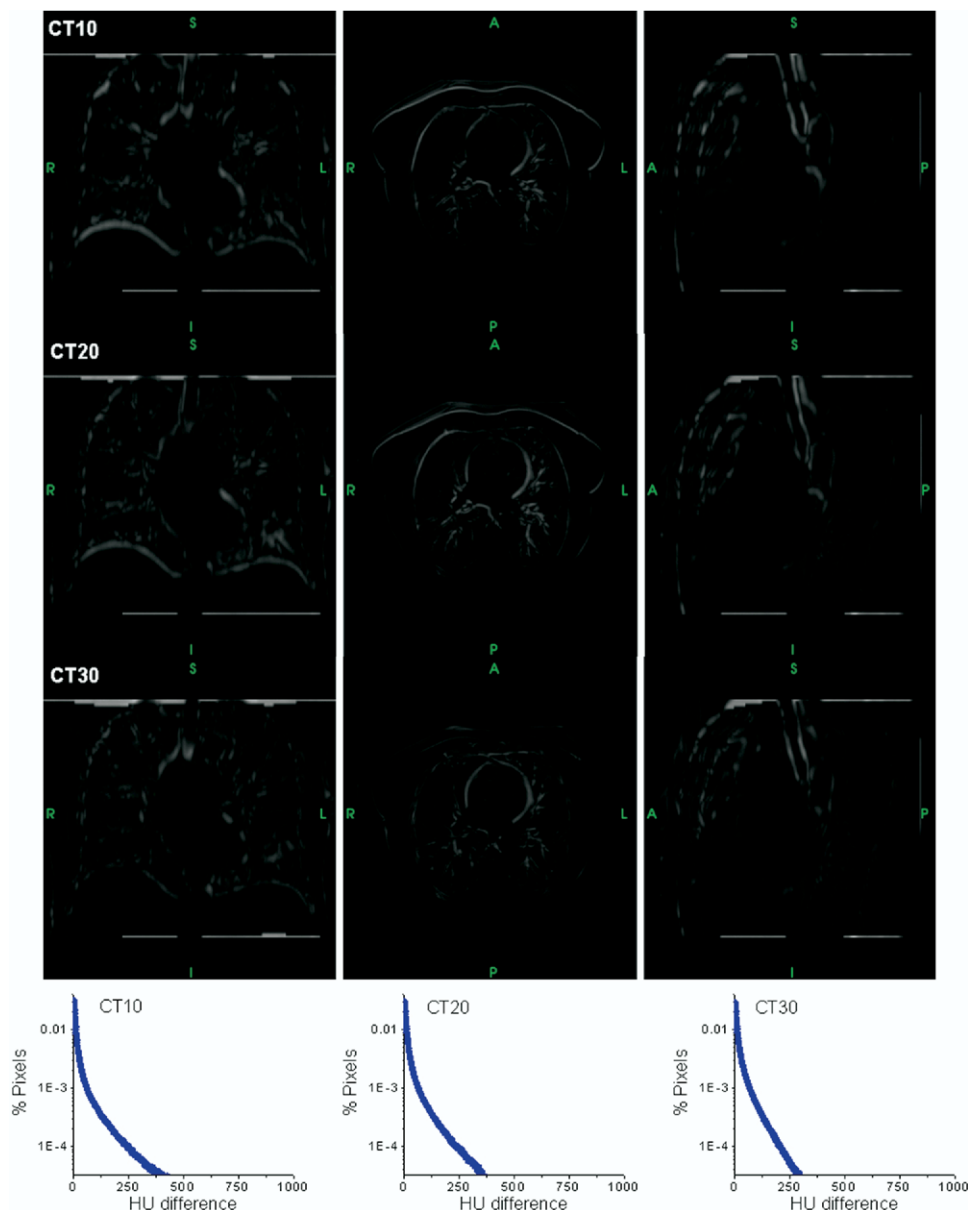 CT10
S
A
S
R
L
R
L
A
P
I
P
I
CT20
S
A
S
R
L
R
L
A
P
I
P
I
CT30
S
A
S
R
L
R
L
A
P
I
P
I
CT10
0.01
1E-3
1E-4
% Pixels
0 250 500 750 1000
HU difference
CT20
0.01
1E-3
1E-4
% Pixels
0 250 500 750 1000
HU difference
CT30
0.01
1E-3
1E-4
% Pixels
0 250 500 750 1000
HU difference